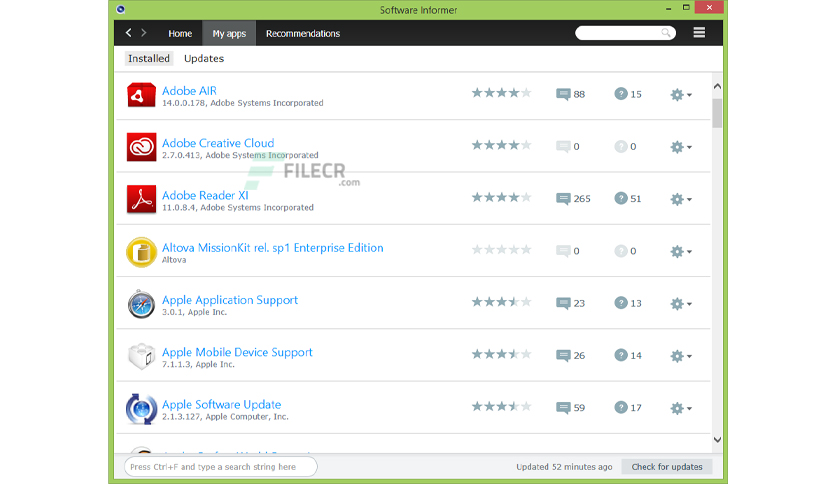 Software Informer
Home My apps Recommendations
Installed Updates
Adobe AIR
14.0.0.178, Adobe Systems Incorporated
88 15
Adobe Creative Cloud
2.7.0.413, Adobe Systems Incorporated
0 0
FILECR
.com
Adobe Reader XI
11.0.8.4, Adobe Systems Incorporated
265 51
Altova MissionKit rel. sp1 Enterprise Edition
Altova
0 0
Apple Application Support
3.0.1, Apple Inc.
23 13
Apple Mobile Device Support
7.1.1.3, Apple Inc.
26 14
Apple Software Update
2.1.3.127, Apple Computer, Inc.
59 17
Press Ctrl+F and type a search string here
Updated 52 minutes ago Check for updates